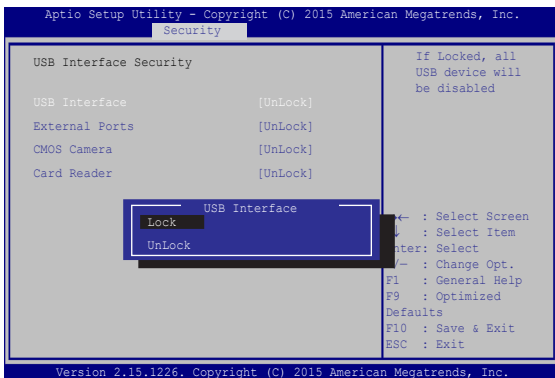 Aptio Setup Utility - Copyright (C) 2015 American Megatrends, Inc.
Security
USB Interface Security
USB Interface [UnLock]
External Ports [UnLock]
CMOS Camera [UnLock]
Card Reader [UnLock]
USB Interface
Lock
UnLock
If Locked, all
USB device will
be disabled
→← : Select Screen
↓ : Select Item
nter: Select
/— : Change Opt.
F1 : General Help
F9 : Optimized
Defaults
F10 : Save & Exit
ESC : Exit
Version 2.15.1226. Copyright (C) 2015 American Megatrends, Inc.